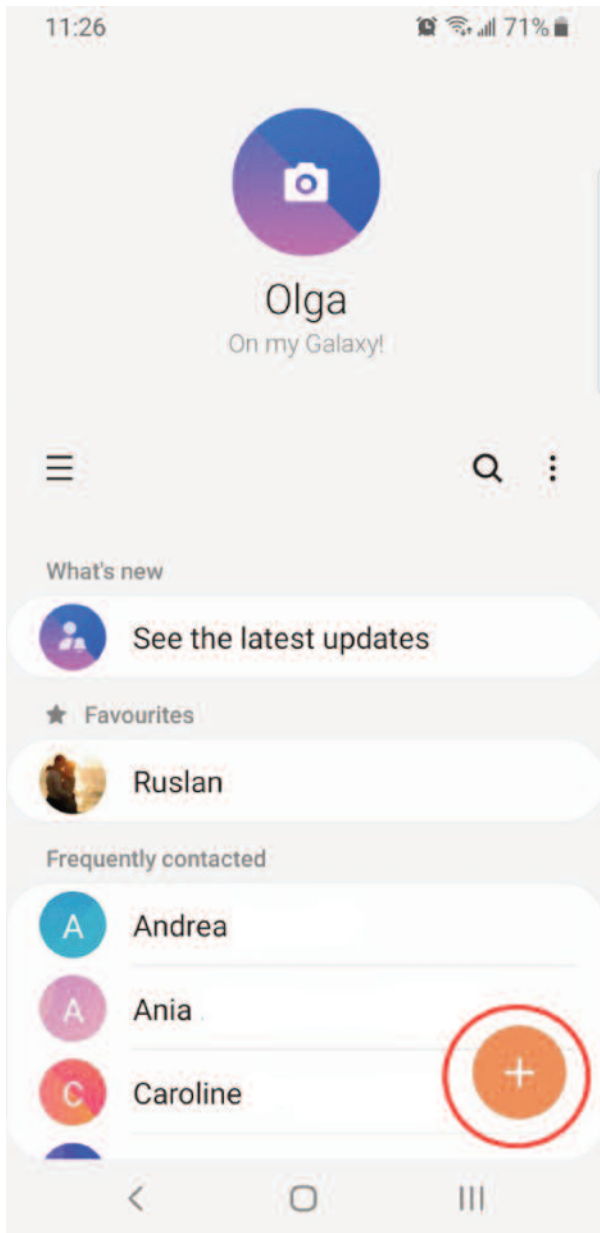 11:26 71%
Olga
On my Galaxy!
What's new
See the latest updates
Favourites
Ruslan
Frequently contacted
A Andrea
A Ania
C Caroline